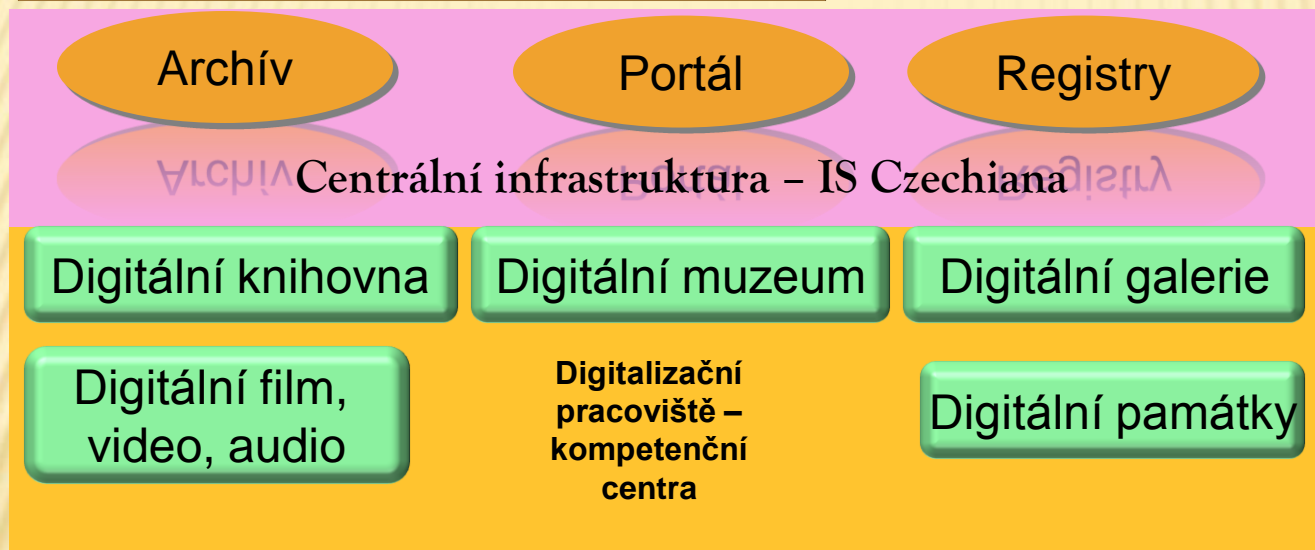 Archív
Portál
Registry
Centrální infrastruktura – IS Czechiana
Digitální knihovna
Digitální muzeum
Digitální galerie
Digitální film,
video, audio
Digitalizační
pracoviště –
kompetenční
centra
Digitální památky